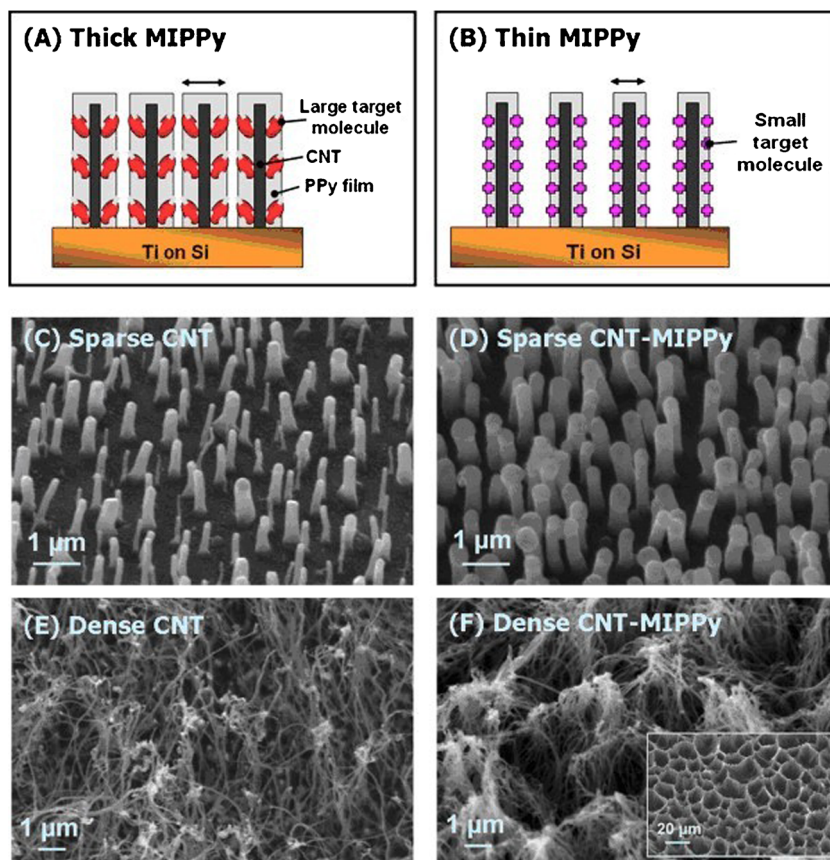 (A) Thick MIPPy
Large target
molecule
CNT
PPy film
Ti on Si
(B) Thin MIPPy
Small
target
molecule
Ti on Si
(C) Sparse CNT
1 µm
(D) Sparse CNT-MIPPy
1 µm
(E) Dense CNT
1 µm
(F) Dense CNT-MIPPy
1 µm
20 µm